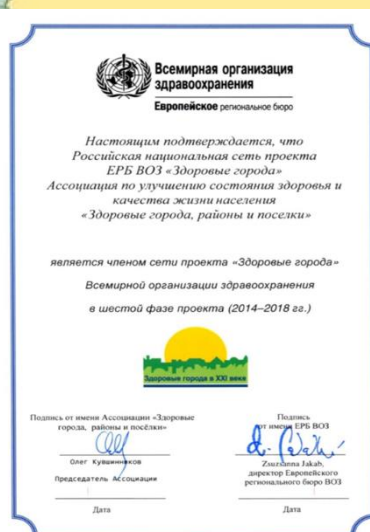 Всемирная организация
здравоохранения
Европейское региональное бюро
Настоящим подтверждается, что
Российская национальная сеть проекта
ЕРБ ВОЗ «Здоровые города»
Ассоциация по улучшению состояния здоровья и
качества жизни населения
«Здоровые города, районы и поселки»
является членом сети проекта «Здоровые города»
Всемирной организации здравоохранения
в шестой фазе проекта (2014–2018 гг.)
Здоровые города в XXI веке
Подпись от имени Ассоциации «Здоровые
города, районы и посёлки»
Олег Кувшинников
Председатель Ассоциации
Дата
Подпись
от имени ЕРБ ВОЗ
Zsuzsanna Jakab,
директор Европейского
регионального бюро ВОЗ
Дата